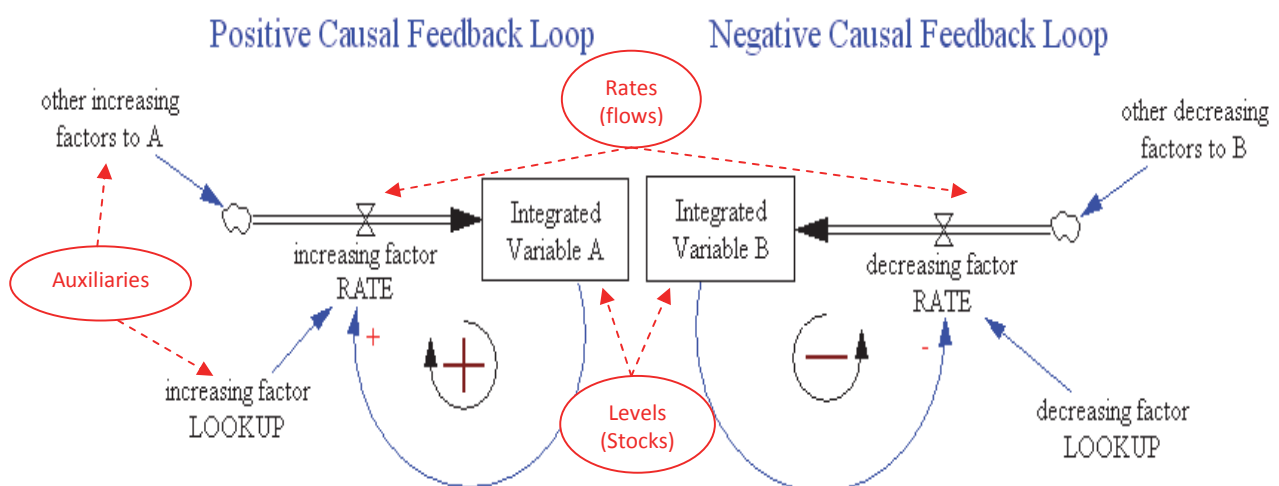 Positive Causal Feedback Loop
Negative Causal Feedback Loop
Rates
(flows)
other increasing
factors to A
other decreasing
factors to B
Integrated
Variable A
Integrated
Variable B
increasing factor
RATE
decreasing factor
RATE
Auxiliaries
+
-
+
−
increasing factor
LOOKUP
Levels
(Stocks)
decreasing factor
LOOKUP